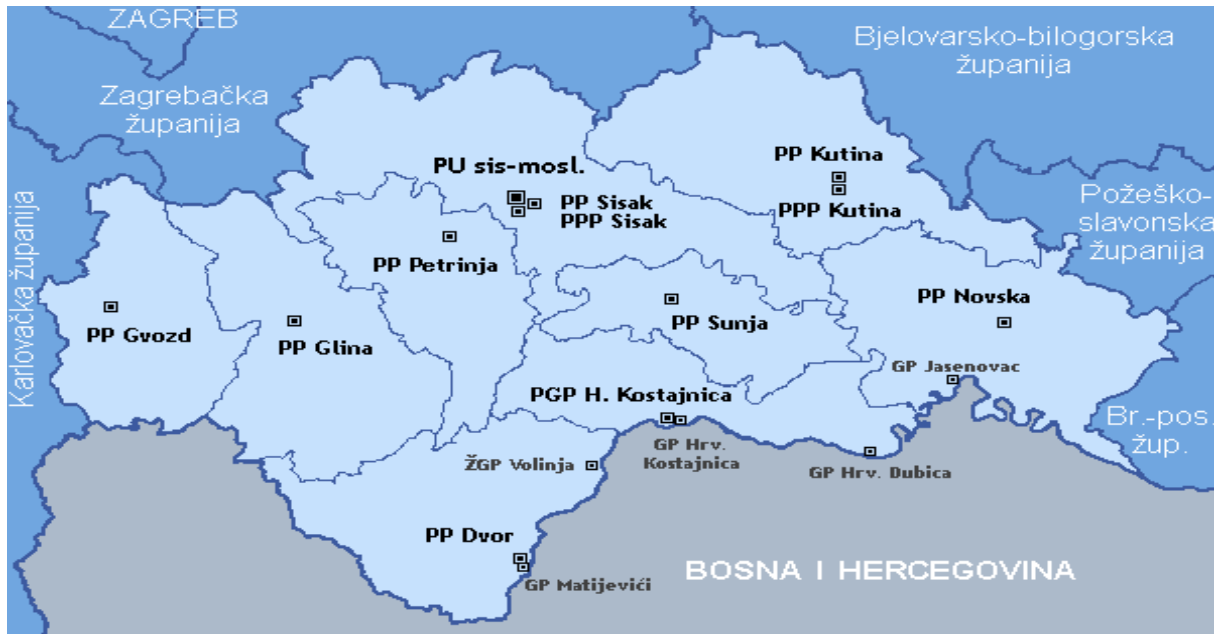 ZAGREB
Bjelovarsko-bilogorska
županija
Zagrebačka
županija
PU sis-mosl.
PP Kutina
PPP Kutina
PP Sisak
PPP Sisak
Požeško-
slavonska
županija
PP Petrinja
Karlovačka županija
PP Gvozd
PP Glina
PP Sunja
PP Novska
GP Jasenovac
PGP H. Kostajnica
Br.-pos.
žup.
GP Hrv.
Kostajnica
ŽGP Volinja
GP Hrv. Dubica
PP Dvor
GP Matijevići
BOSNA I HERCEGOVINA